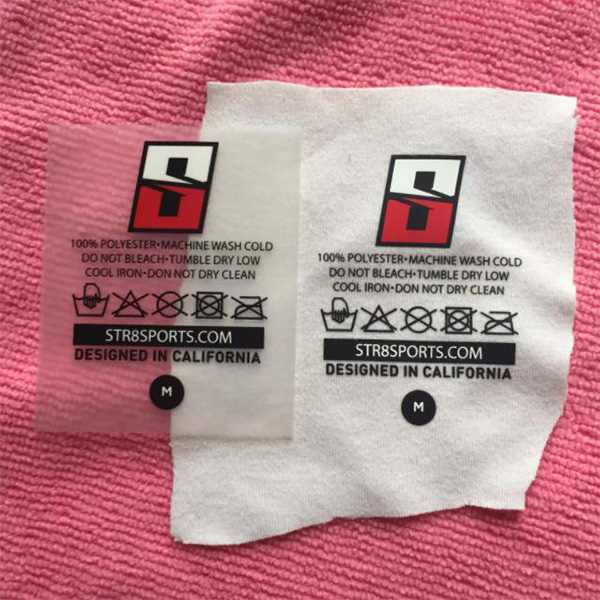 100% POLYESTER•MACHINE WASH COLD
DO NOT BLEACH•TUMBLE DRY LOW
COOL IRON•DON NOT DRY CLEAN
STR8SPORTS.COM
DESIGNED IN CALIFORNIA
M
100% POLYESTER•MACHINE WASH COLD
DO NOT BLEACH•TUMBLE DRY LOW
COOL IRON•DON NOT DRY CLEAN
STR8SPORTS.COM
DESIGNED IN CALIFORNIA
M